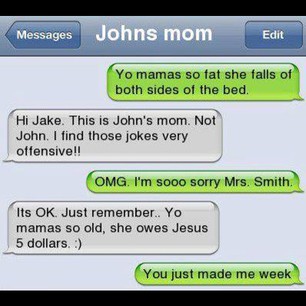 Messages
Johns mom
Edit
Yo mamas so fat she falls of
both sides of the bed.
Hi Jake. This is John's mom. Not
John. I find those jokes very
offensive!!
OMG. I'm sooo sorry Mrs. Smith.
Its OK. Just remember.. Yo
mamas so old, she owes Jesus
5 dollars. :)
You just made me week